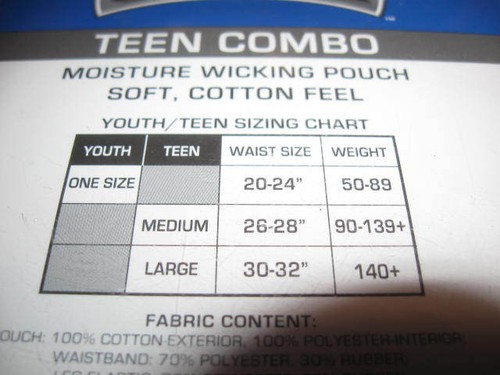 TEEN COMBO
MOISTURE WICKING POUCH
SOFT, COTTON FEEL
YOUTH/TEEN SIZING CHART
YOUTH TEEN WAIST SIZE WEIGHT
ONE SIZE 20-24" 50-89
MEDIUM 26-28" 90-139+
LARGE 30-32" 140+
FABRIC CONTENT:
OUCH: 100% COTTON-EXTERIOR, 100% POLYESTER-INTERIOR,
WAISTBAND: 70% POLYESTER, 30% RUBBER,